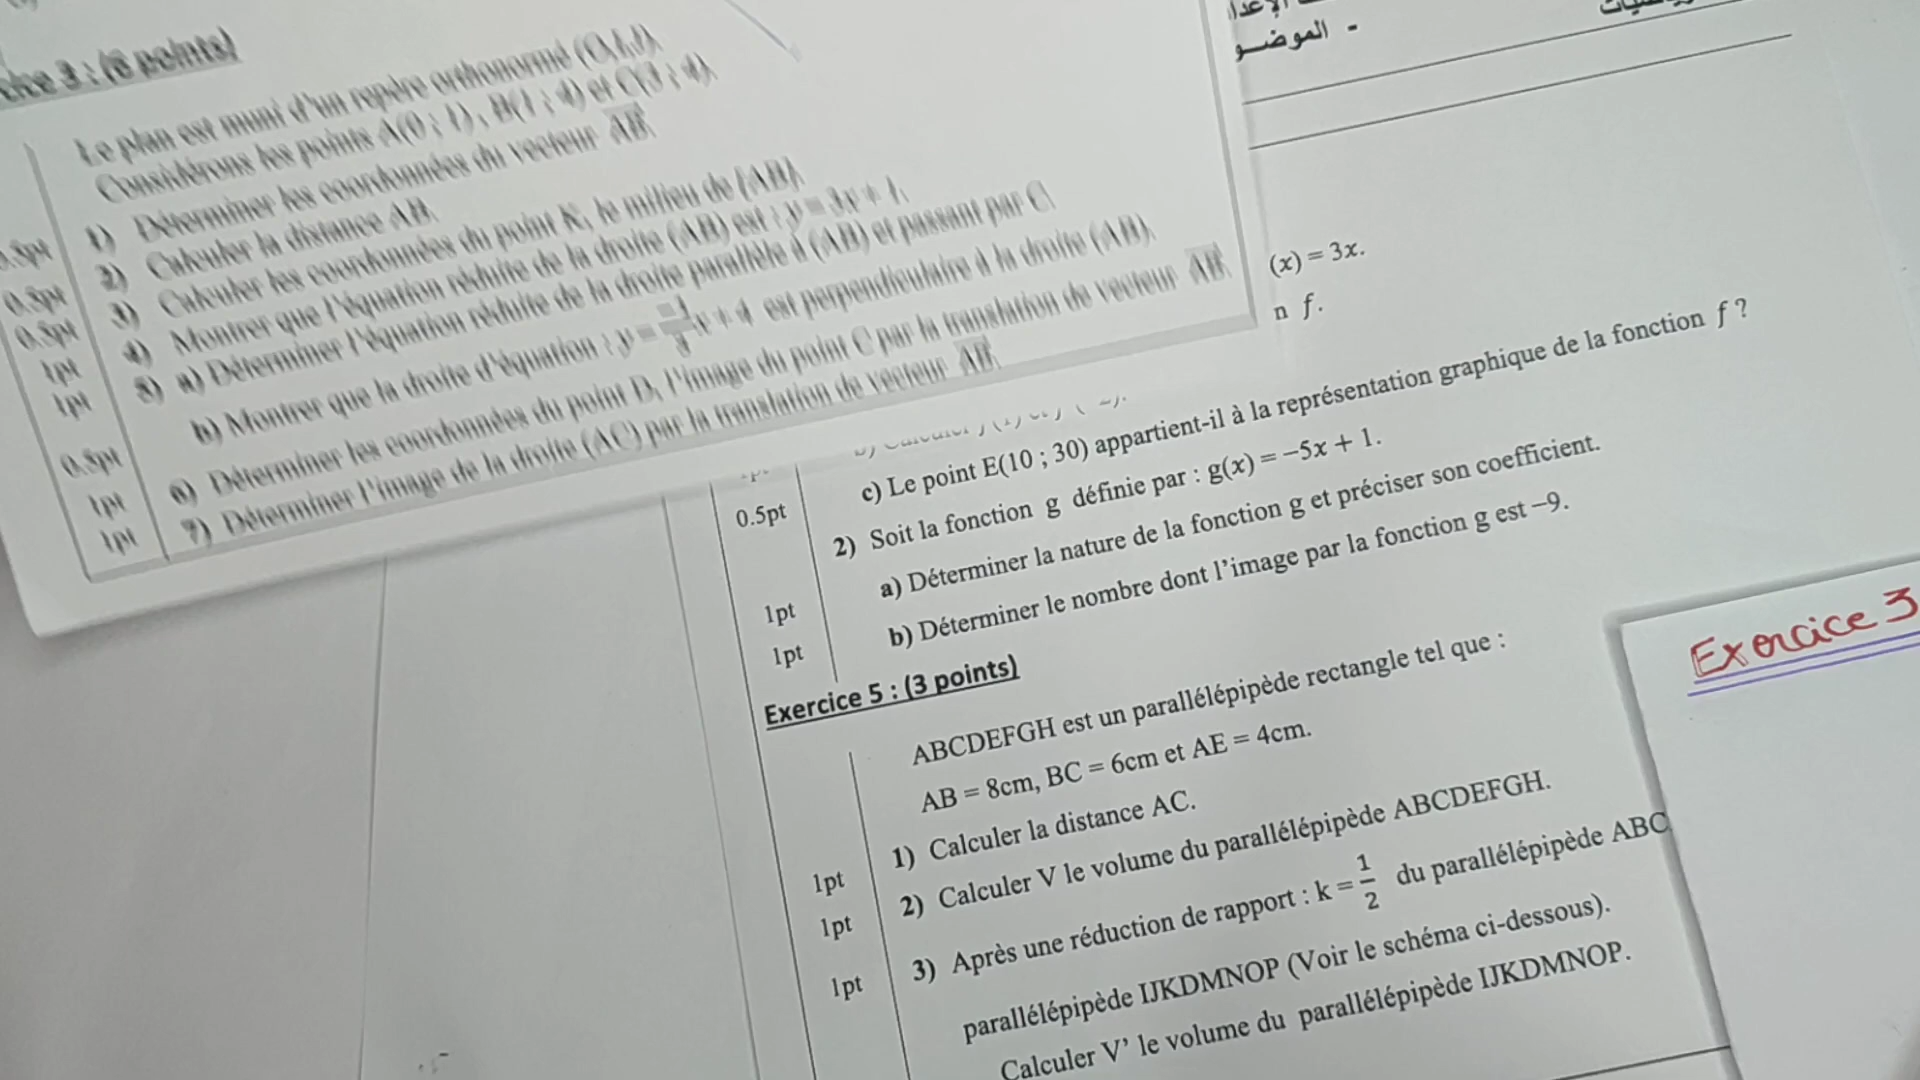 Exercice 3 : (8 points)
Le plan est muni d'un repère orthonormé (O,I,J).
Considérons les points A(0 ; 1), B(1 ; 4) et
1) Déterminer les coordonnées du vecteur AB
0.5pt
2) Calculer la distance AB.
0.5pt
3) Calculer les coordonnées du point K, le milieu de [AB]
0.5pt
4) Montrer que l'équation réduite de la droite (AB) est : y = 3x + 1.
1pt
5) a) Déterminer l'équation réduite de la droite parallèle à (AB) et passant par C
1pt
b) Montrer que la droite d'équation : y = x + 4 est perpendiculaire à la droite (AB).
0.5pt
6) Déterminer les coordonnées du point D, l'image du point C par la translation de vecteur AB
1pt
7) Déterminer l'image de la droite (AC) par la translation de vecteur AB
1pt
الموضو -
(x) = 3x.
n f.
c) Le point E(10 ; 30) appartient-il à la représentation graphique de la fonction f ?
0.5pt
2) Soit la fonction g définie par : g(x) = −5x + 1.
a) Déterminer la nature de la fonction g et préciser son coefficient.
1pt
b) Déterminer le nombre dont l'image par la fonction g est −9.
1pt
Exercice 5 : (3 points)
ABCDEFGH est un parallélépipède rectangle tel que :
AB = 8cm, BC = 6cm et AE = 4cm.
1) Calculer la distance AC.
1pt
2) Calculer V le volume du parallélépipède ABCDEFGH.
1pt
3) Après une réduction de rapport : k = 1/2 du parallélépipède ABC
1pt
parallélépipède IJKDMNOP (Voir le schéma ci-dessous).
Calculer V' le volume du parallélépipède IJKDMNOP.
Exercice 3